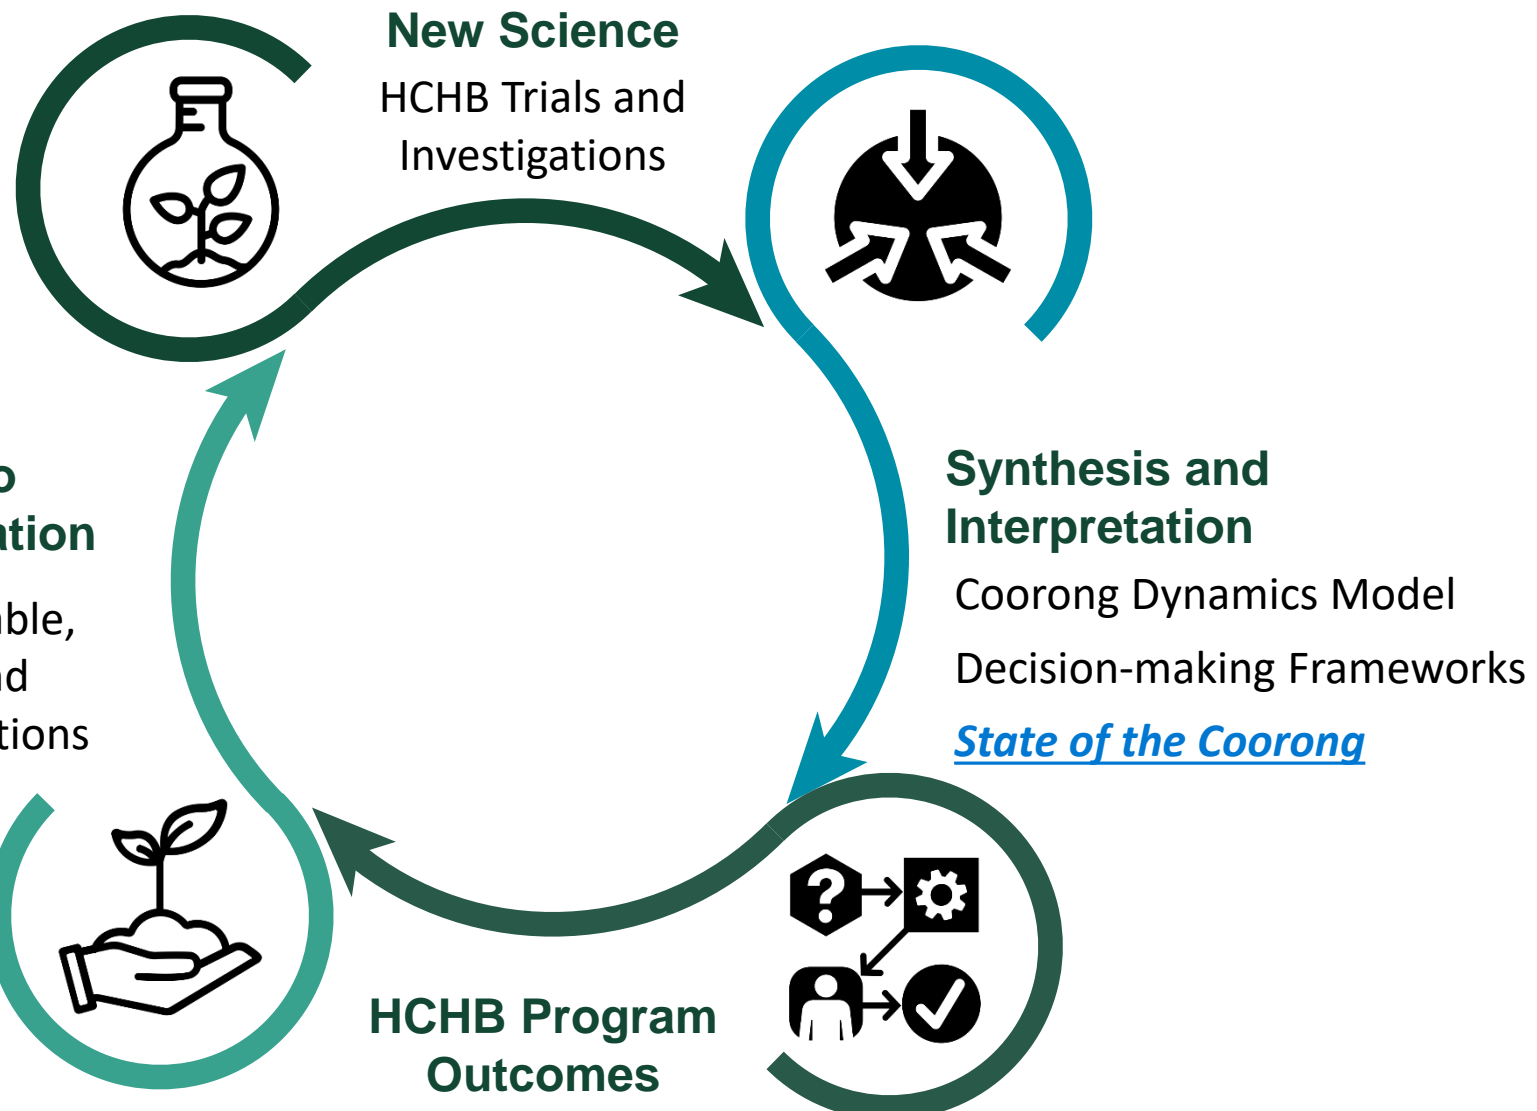 New Science
HCHB Trials and
Investigations
Synthesis and
Interpretation
Coorong Dynamics Model
Decision-making Frameworks
State of the Coorong
HCHB Program
Outcomes